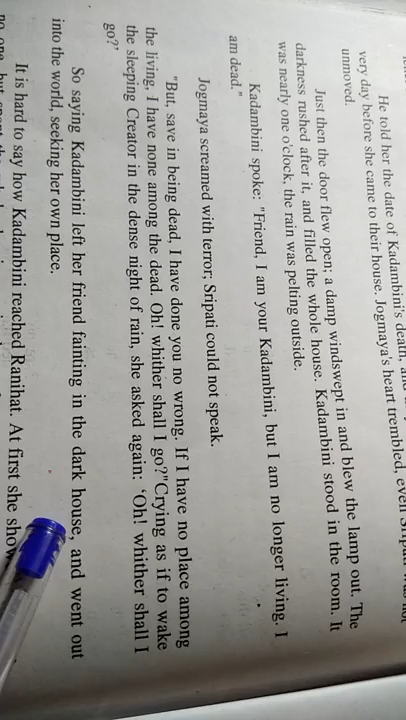 He told her the date of Kadambini's death,
very day before she came to their house. Jogmaya's heart trembled, even
unmoved.
Just then the door flew open; a damp windswept in and blew the lamp out. The
darkness rushed after it, and filled the whole house. Kadambini stood in the room. It
was nearly one o'clock, the rain was pelting outside.
Kadambini spoke: "Friend, I am your Kadambini, but I am no longer living. I
am dead."
Jogmaya screamed with terror; Sripati could not speak.
"But, save in being dead, I have done you no wrong. If I have no place among
the living, I have none among the dead. Oh! whither shall I go?"Crying as if to wake
the sleeping Creator in the dense night of rain, she asked again: 'Oh! whither shall I
go?'
So saying Kadambini left her friend fainting in the dark house, and went out
into the world, seeking her own place.
It is hard to say how Kadambini reached Ranihat. At first she